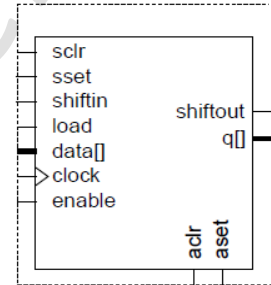 sclr
sset
shiftin
load
data[]
clock
enable
shiftout
q[]
aclr
aset